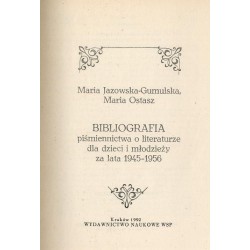 Maria Jazowska-Gumulska,
Maria Ostasz
BIBLIOGRAFIA
piśmiennictwa o literaturze
dla dzieci i młodzieży
za lata 1945-1956
Kraków 1992
WYDAWNICTWO NAUKOWE WSP